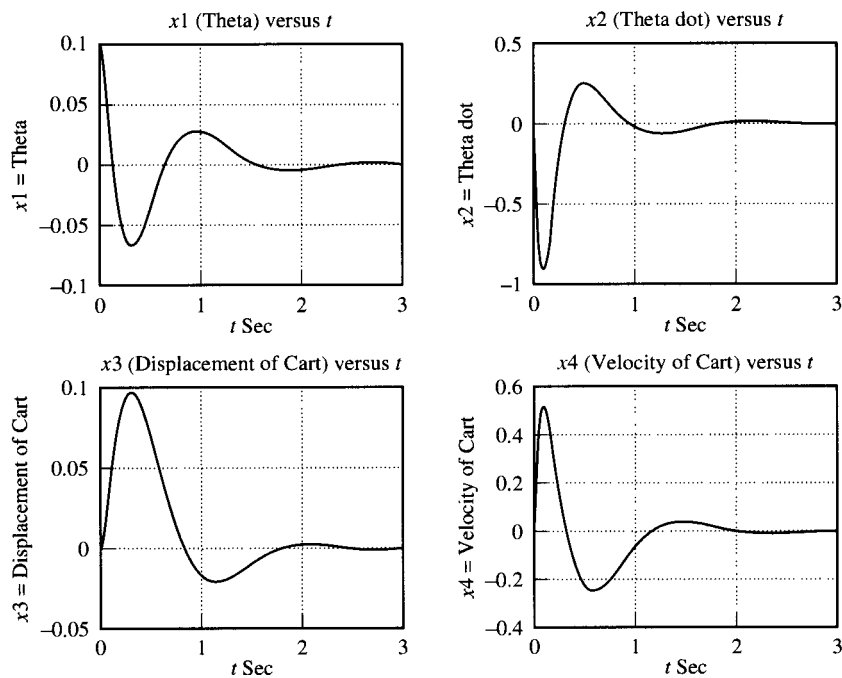 x1 (Theta) versus t
0.1
0.05
0
−0.05
−0.1
x1 = Theta
0
1
2
3
t Sec
x2 (Theta dot) versus t
0.5
0
−0.5
−1
x2 = Theta dot
0
1
2
3
t Sec
x3 (Displacement of Cart) versus t
0.1
0.05
0
−0.05
x3 = Displacement of Cart
0
1
2
3
t Sec
x4 (Velocity of Cart) versus t
0.6
0.4
0.2
0
−0.2
−0.4
x4 = Velocity of Cart
0
1
2
3
t Sec